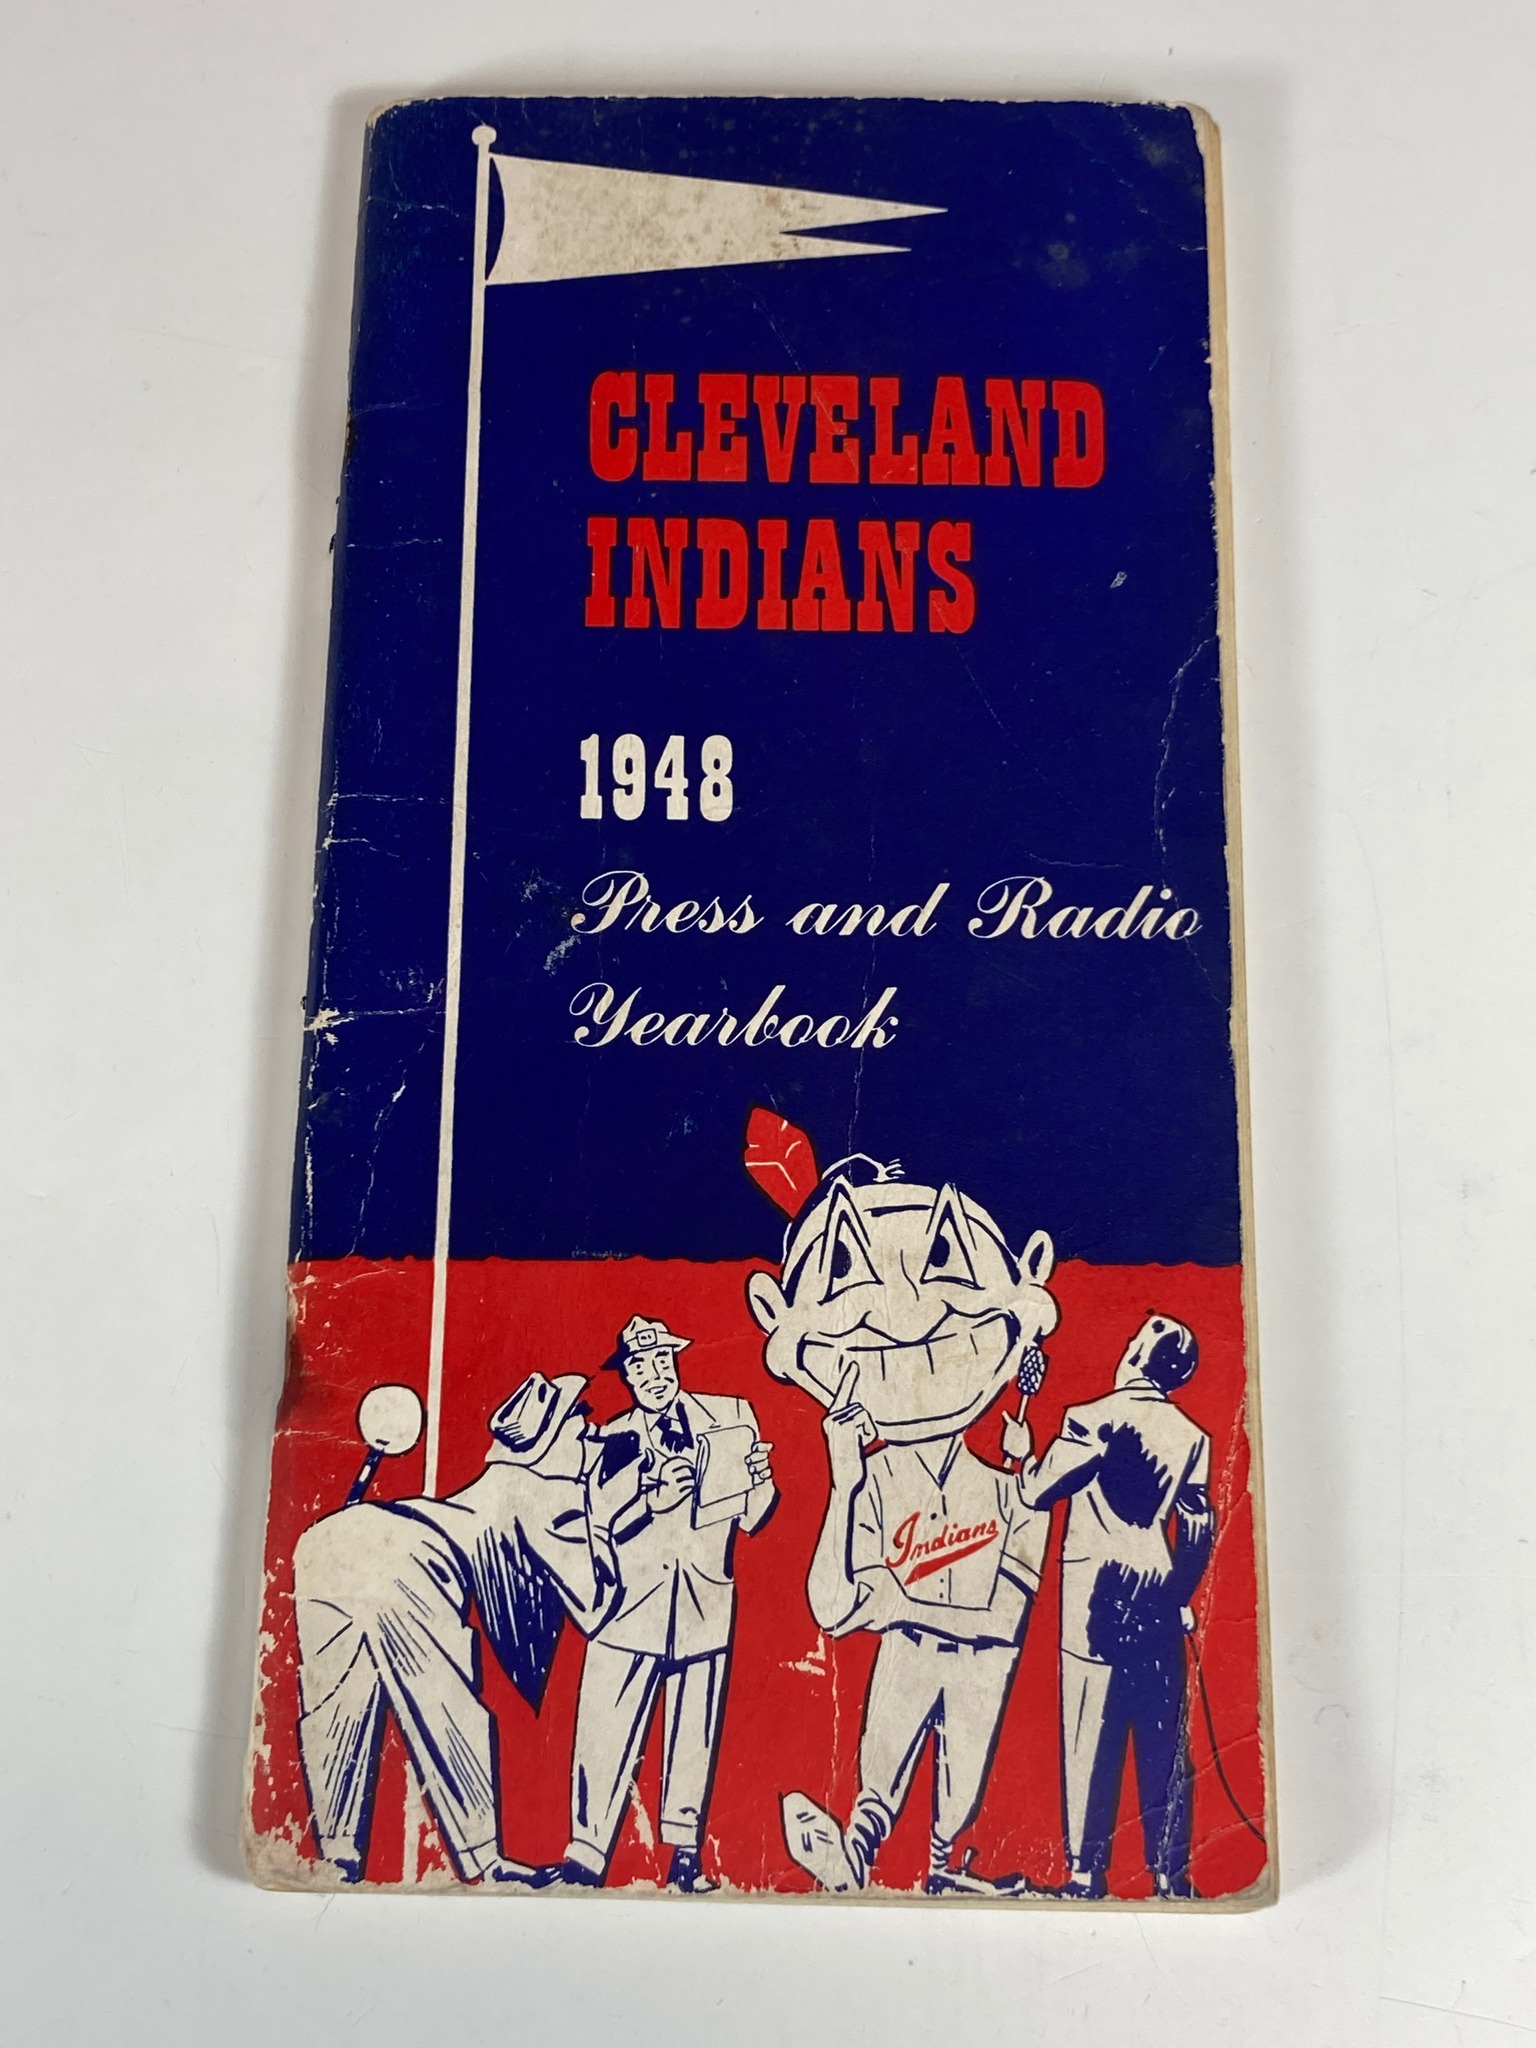 CLEVELAND
INDIANS
1948
Press and Radio
Yearbook
Indians